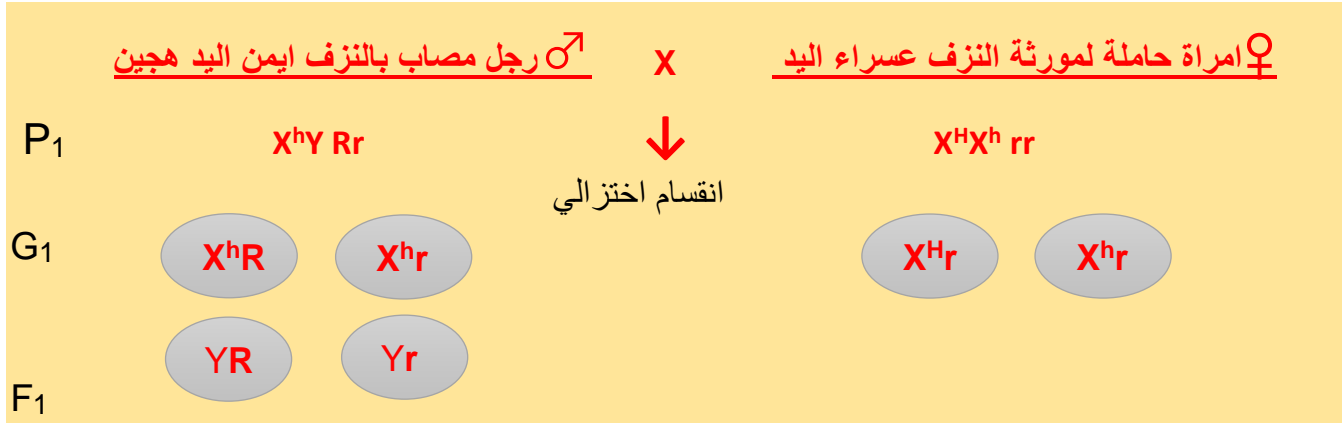 ♀امراة حاملة لمورثة النزف عسراء اليد X ♂رجل مصاب بالنزف ايمن اليد هجين
P₁ XʰY Rr ↓ XᴴXʰ rr
انقسام اختزالي
G₁ XʰR Xʰr Xᴴr Xʰr
YR Yr
F₁